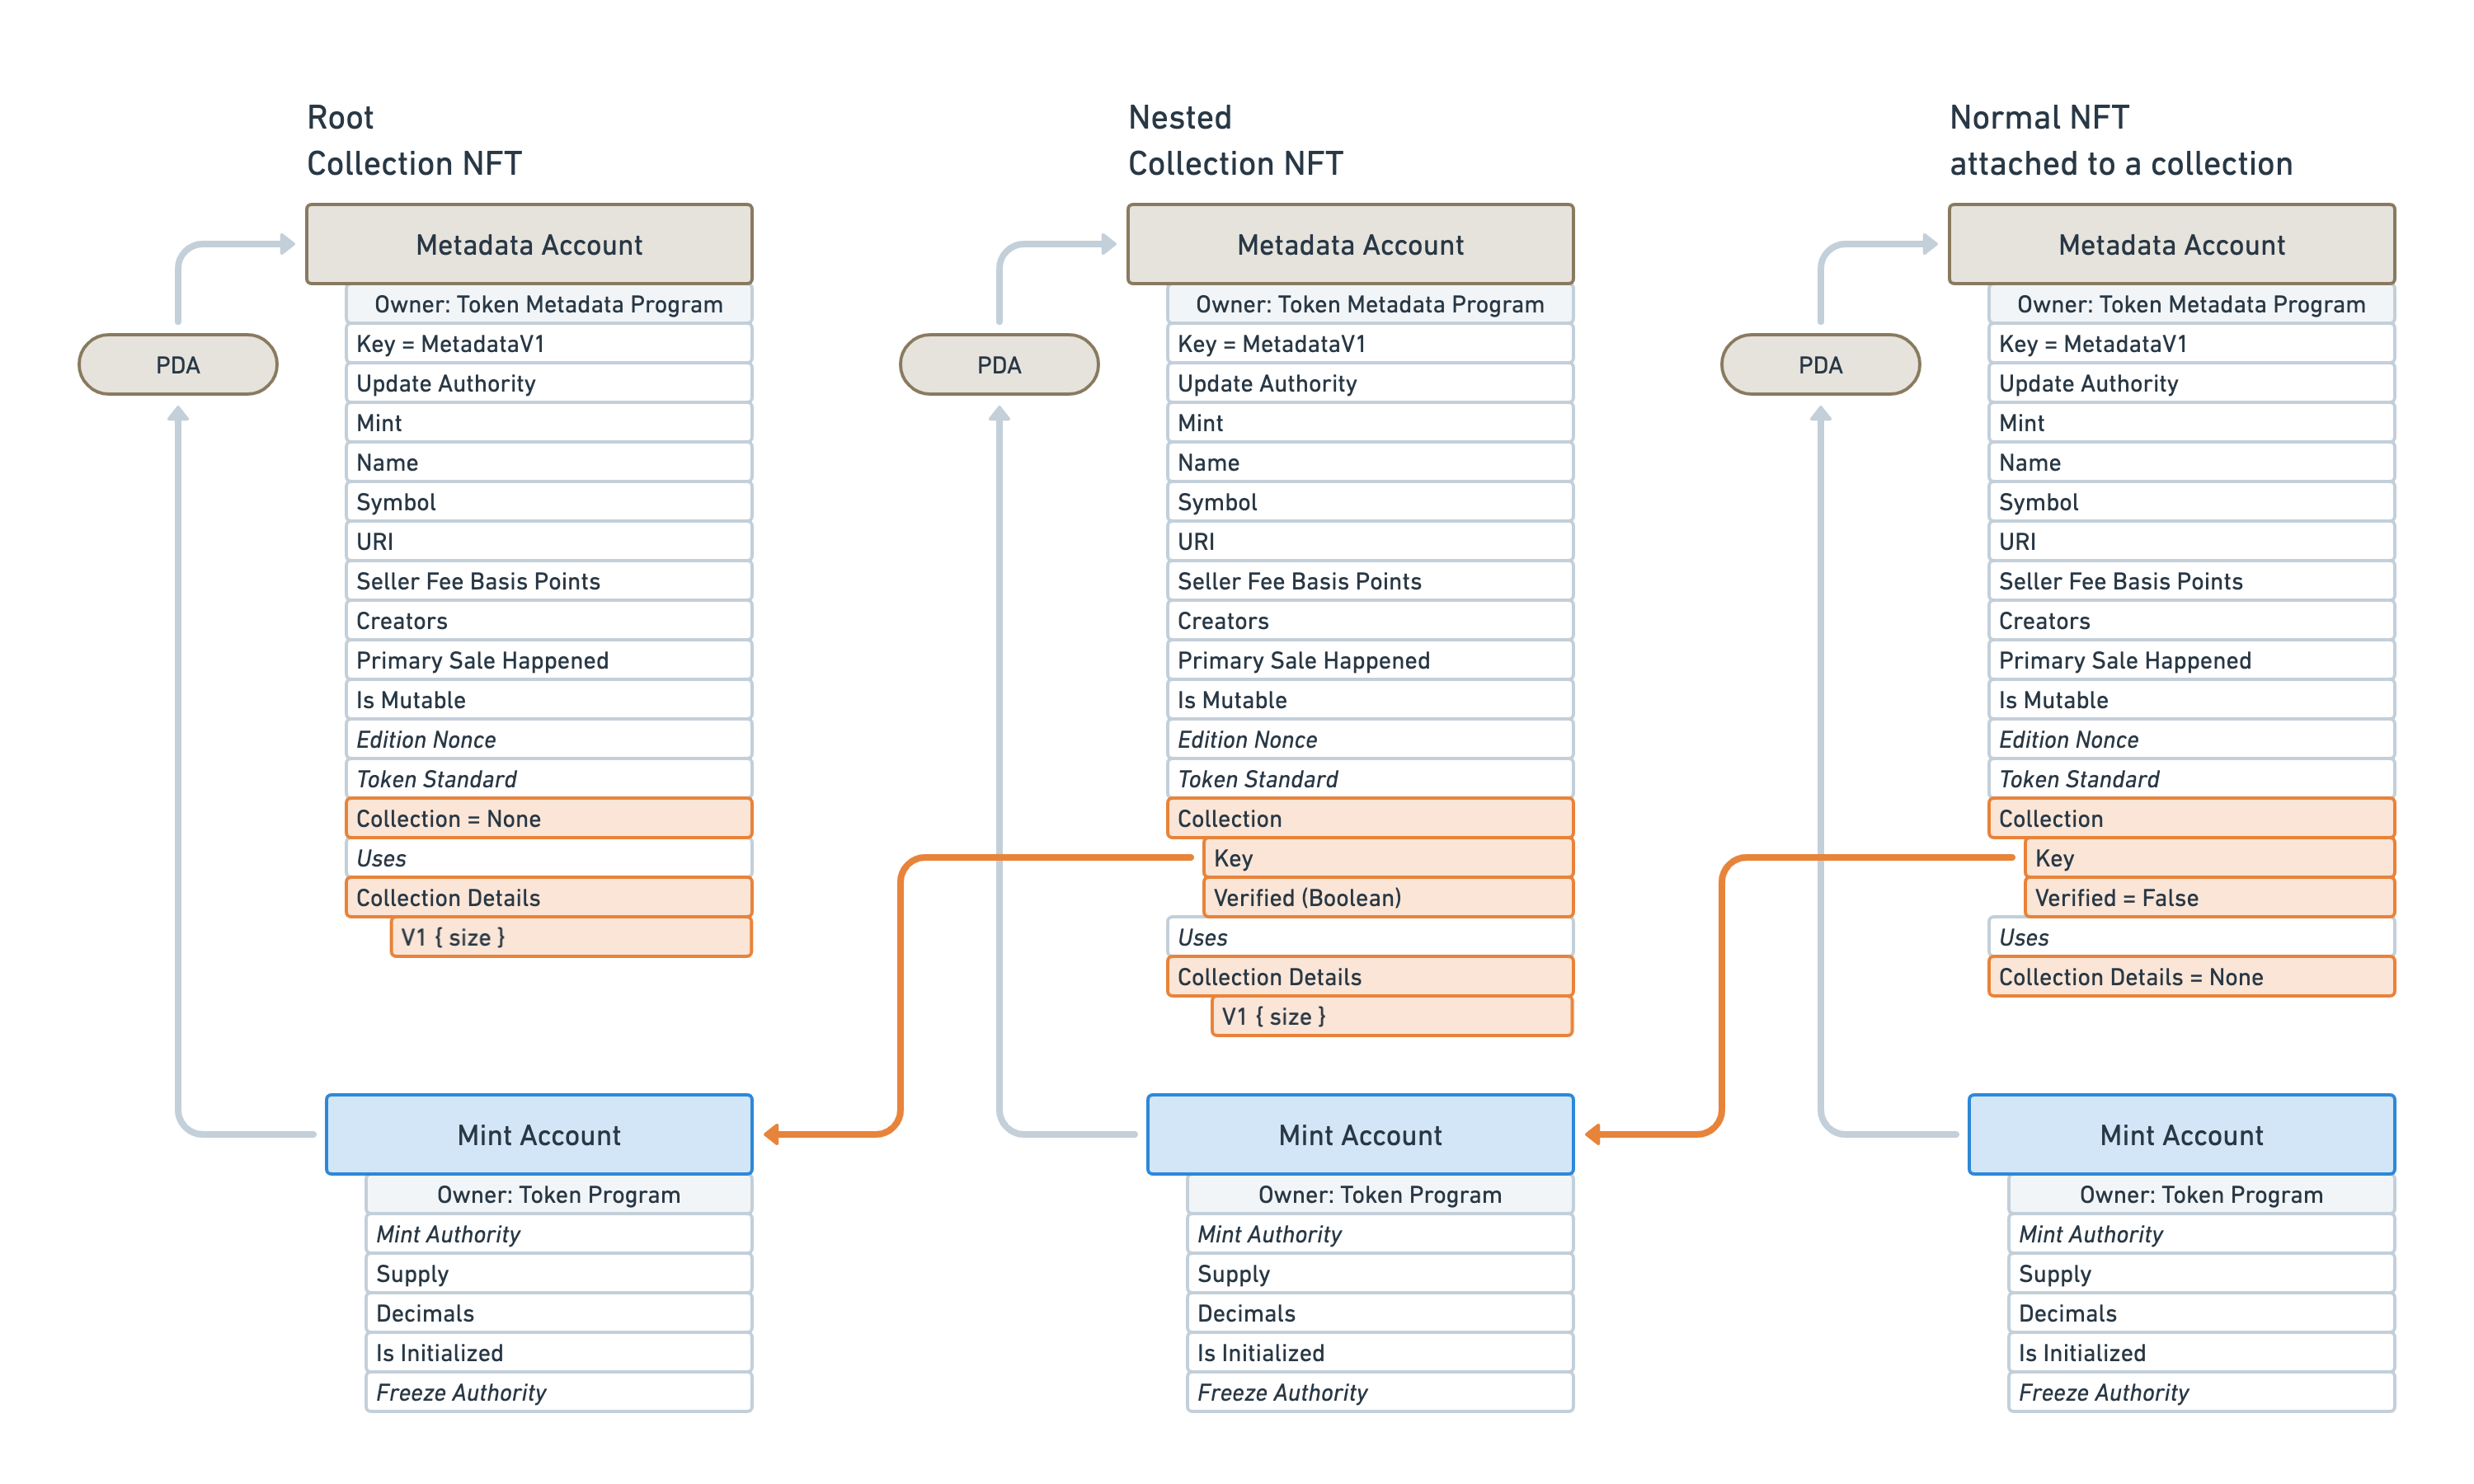 Root
Collection NFT
Metadata Account
Owner: Token Metadata Program
Key = MetadataV1
PDA
Update Authority
Mint
Name
Symbol
URI
Seller Fee Basis Points
Creators
Primary Sale Happened
Is Mutable
Edition Nonce
Token Standard
Collection = None
Uses
Collection Details
V1 { size }
Mint Account
Owner: Token Program
Mint Authority
Supply
Decimals
Is Initialized
Freeze Authority
Nested
Collection NFT
Metadata Account
Owner: Token Metadata Program
Key = MetadataV1
PDA
Update Authority
Mint
Name
Symbol
URI
Seller Fee Basis Points
Creators
Primary Sale Happened
Is Mutable
Edition Nonce
Token Standard
Collection
Key
Verified (Boolean)
Uses
Collection Details
V1 { size }
Mint Account
Owner: Token Program
Mint Authority
Supply
Decimals
Is Initialized
Freeze Authority
Normal NFT
attached to a collection
Metadata Account
Owner: Token Metadata Program
Key = MetadataV1
PDA
Update Authority
Mint
Name
Symbol
URI
Seller Fee Basis Points
Creators
Primary Sale Happened
Is Mutable
Edition Nonce
Token Standard
Collection
Key
Verified = False
Uses
Collection Details = None
Mint Account
Owner: Token Program
Mint Authority
Supply
Decimals
Is Initialized
Freeze Authority